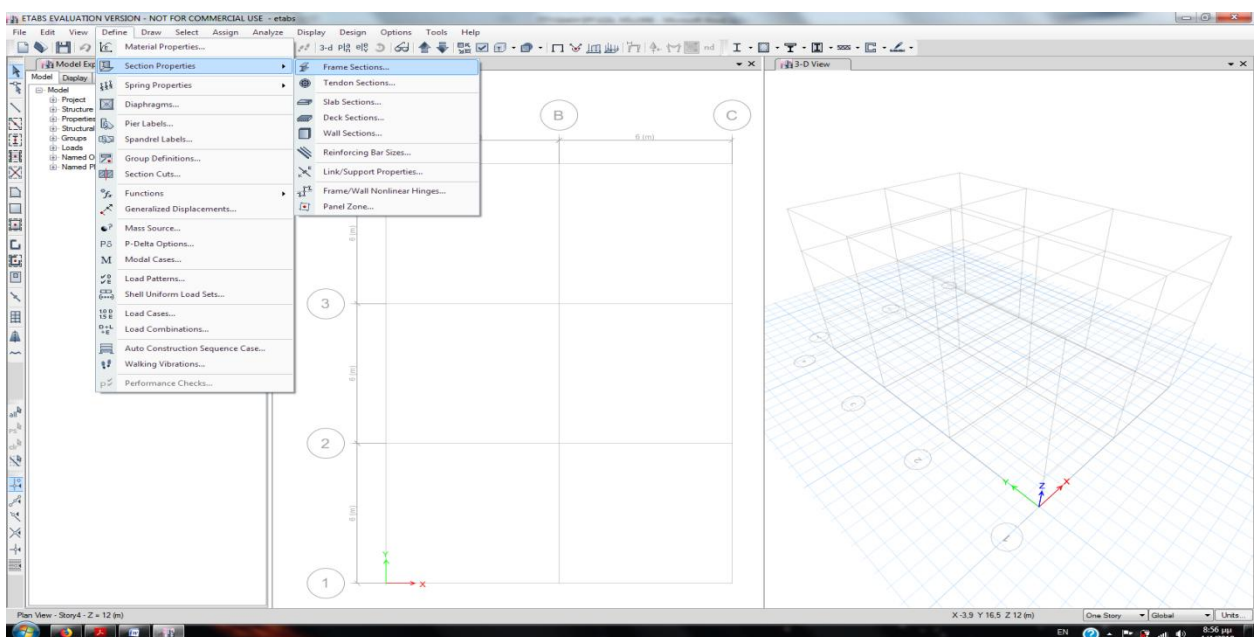 ETABS EVALUATION VERSION - NOT FOR COMMERCIAL USE - etabs
File Edit View Define Draw Select Assign Analyze Display Design Options Tools Help
Material Properties...
3-d
nd
Model Exp
Section Properties
Frame Sections...
3-D View
Model Display
Spring Properties
Tendon Sections...
Model
Project
Diaphragms...
Slab Sections...
Structure
Properties
Pier Labels...
Deck Sections...
B
C
Structural
Groups
Spandrel Labels...
Wall Sections...
6 (m)
Loads
Named O
Group Definitions...
Reinforcing Bar Sizes...
Named Pl
Section Cuts...
Link/Support Properties...
Functions
Frame/Wall Nonlinear Hinges...
Generalized Displacements...
Panel Zone...
Mass Source...
6 (m)
P-Delta Options...
Modal Cases...
Load Patterns...
Shell Uniform Load Sets...
3
Load Cases...
Load Combinations...
Auto Construction Sequence Case...
Walking Vibrations...
6 (m)
Performance Checks...
2
Z
Y
X
6 (m)
Y
1
X
Plan View - Story4 - Z = 12 (m)
X -3,9 Y 16,5 Z 12 (m)
One Story
Global
Units...
EN
8:56 μμ